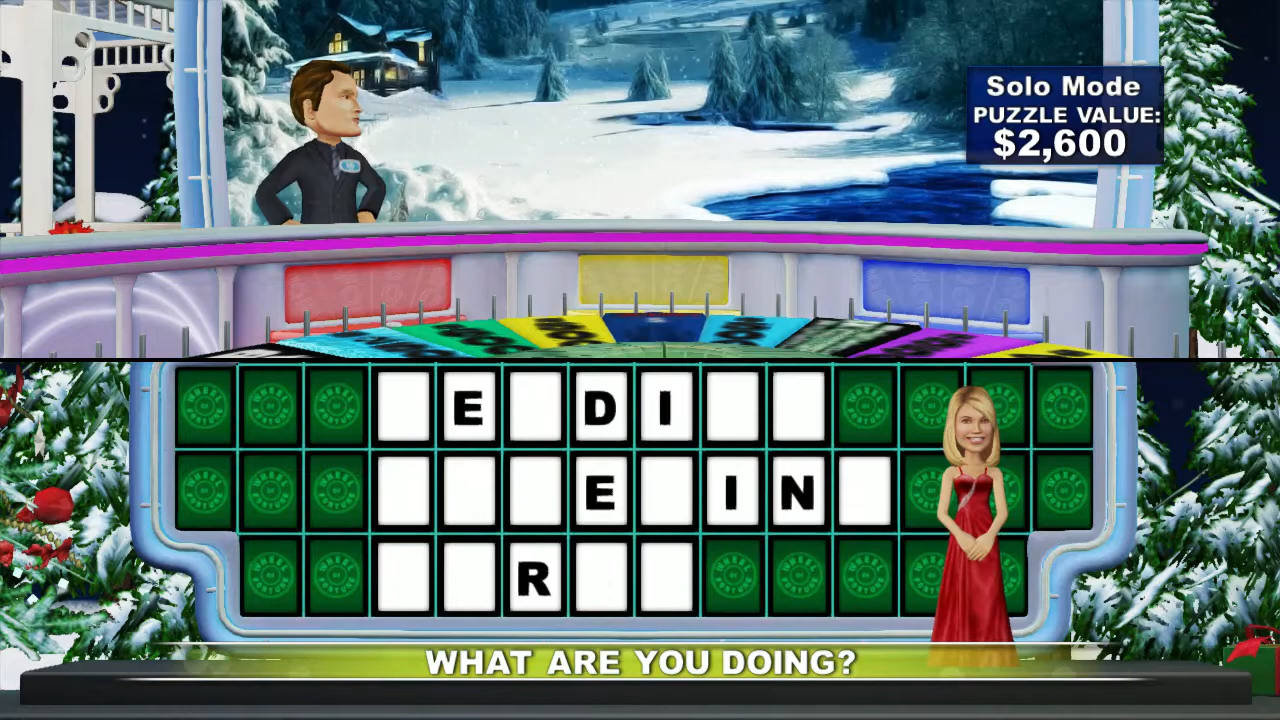 Solo Mode
PUZZLE VALUE:
$2,600
E DI
E IN
R
WHAT ARE YOU DOING?